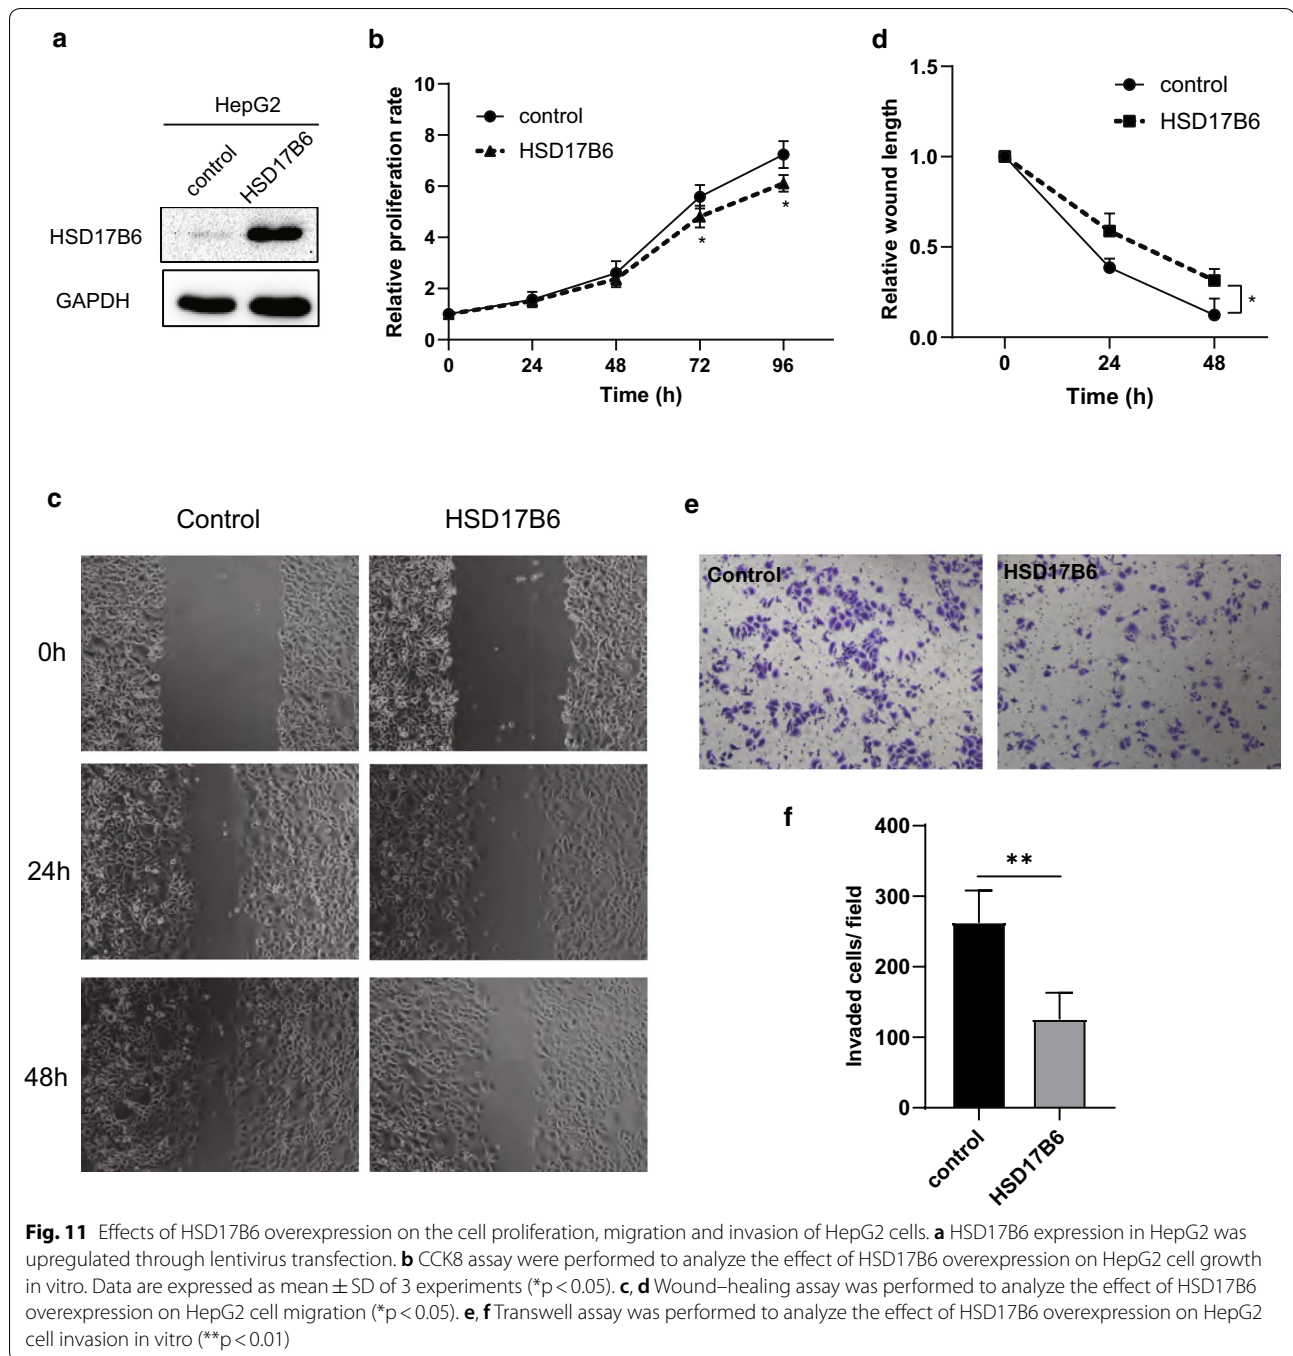 a
HepG2
control
HSD17B6
HSD17B6
GAPDH
b
10
8
6
4
2
0
Relative proliferation rate
control
HSD17B6
*
*
0 24 48 72 96
Time (h)
d
1.5
1.0
0.5
0.0
Relative wound length
control
HSD17B6
*
0 24 48
Time (h)
c
Control HSD17B6
0h
24h
48h
e
Control
HSD17B6
f
400
300
200
100
0
Invaded cells/ field
**
control
HSD17B6
Fig. 11 Effects of HSD17B6 overexpression on the cell proliferation, migration and invasion of HepG2 cells. a HSD17B6 expression in HepG2 was
upregulated through lentivirus transfection. b CCK8 assay were performed to analyze the effect of HSD17B6 overexpression on HepG2 cell growth
in vitro. Data are expressed as mean ± SD of 3 experiments (*p < 0.05). c, d Wound–healing assay was performed to analyze the effect of HSD17B6
overexpression on HepG2 cell migration (*p < 0.05). e, f Transwell assay was performed to analyze the effect of HSD17B6 overexpression on HepG2
cell invasion in vitro (**p < 0.01)